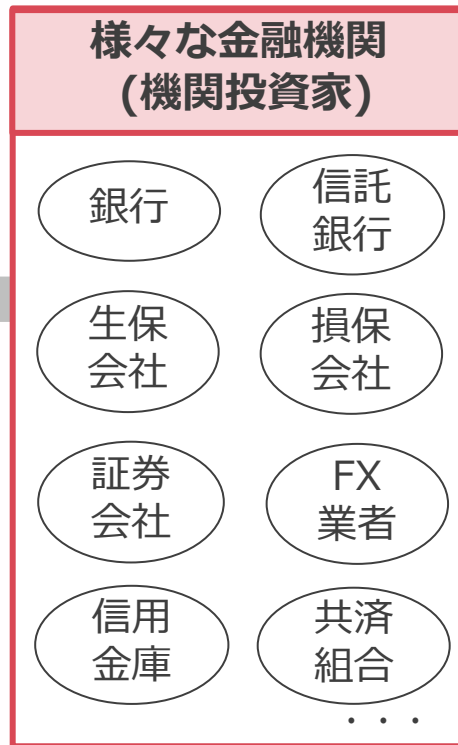 様々な金融機関
(機関投資家)
銀行
信託
銀行
生保
会社
損保
会社
証券
会社
FX
業者
信用
金庫
共済
組合
・・・